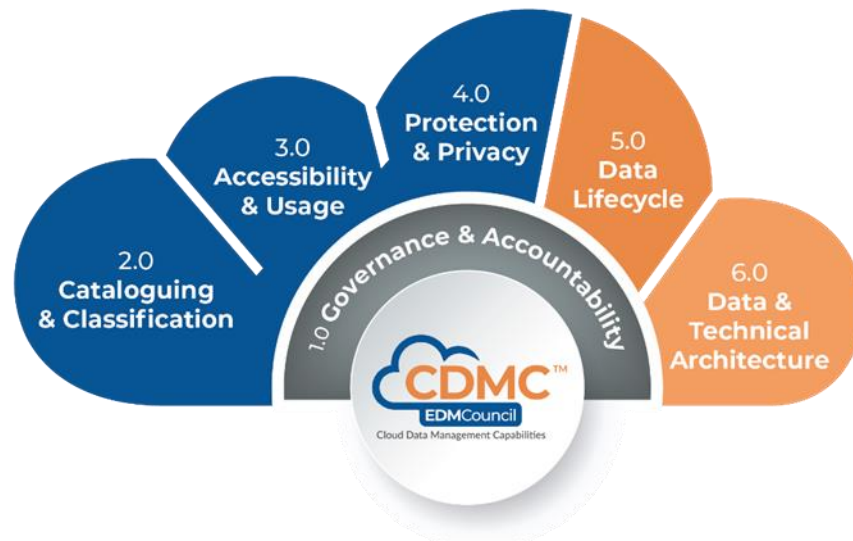 4.0
Protection
& Privacy
3.0
Accessibility
& Usage
5.0
Data
Lifecycle
2.0
Cataloguing
& Classification
1.0 Governance & Accountability
6.0
Data &
Technical
Architecture
CDMC™
EDMCouncil
Cloud Data Management Capabilities